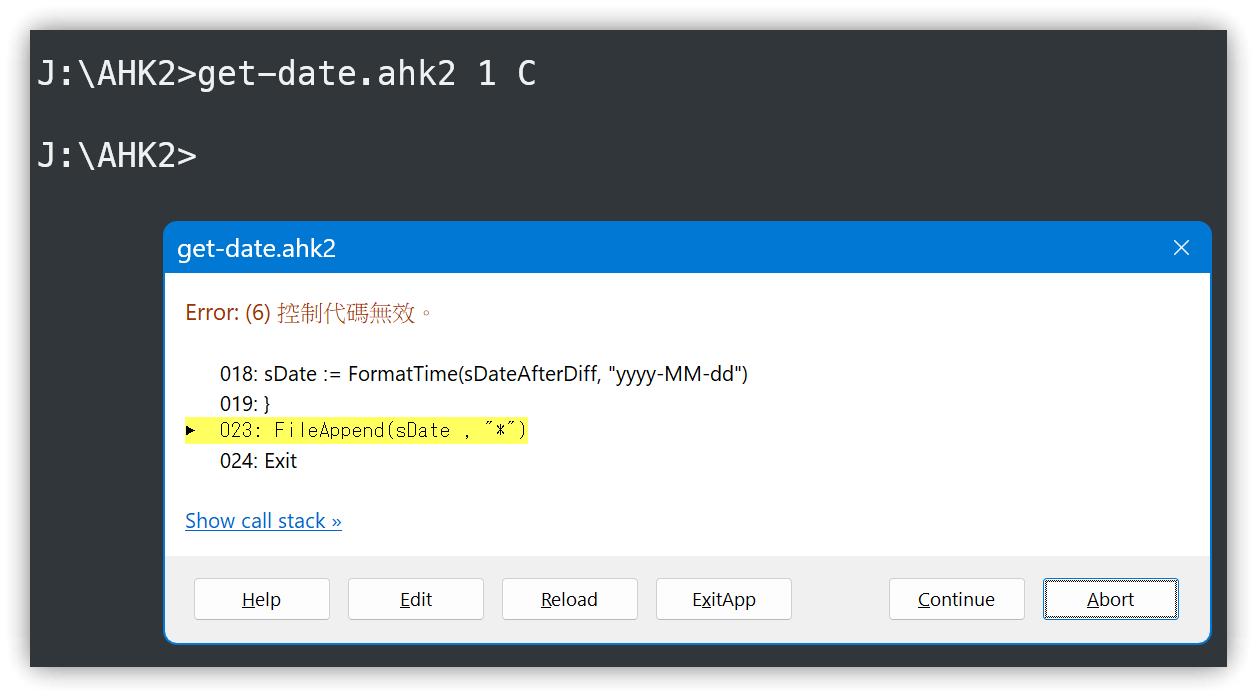 J:\AHK2>get-date.ahk2 1 C
J:\AHK2>
get-date.ahk2
Error: (6) 控制代碼無效。
018: sDate := FormatTime(sDateAfterDiff, "yyyy-MM-dd")
019: }
▶ 023: FileAppend(sDate , "*")
024: Exit
Show call stack »
Help Edit Reload ExitApp Continue Abort